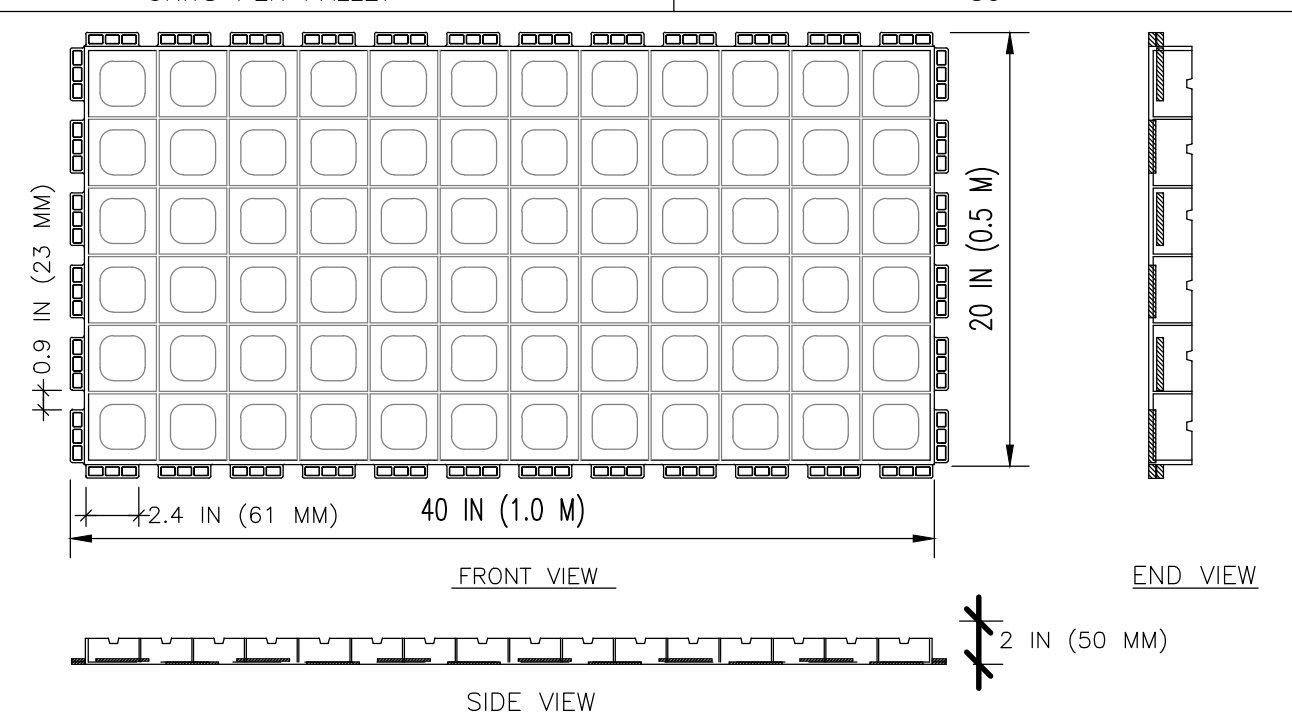 0.9 IN (23 MM)
20 IN (0.5 M)
2.4 IN (61 MM)
40 IN (1.0 M)
FRONT VIEW
END VIEW
2 IN (50 MM)
SIDE VIEW